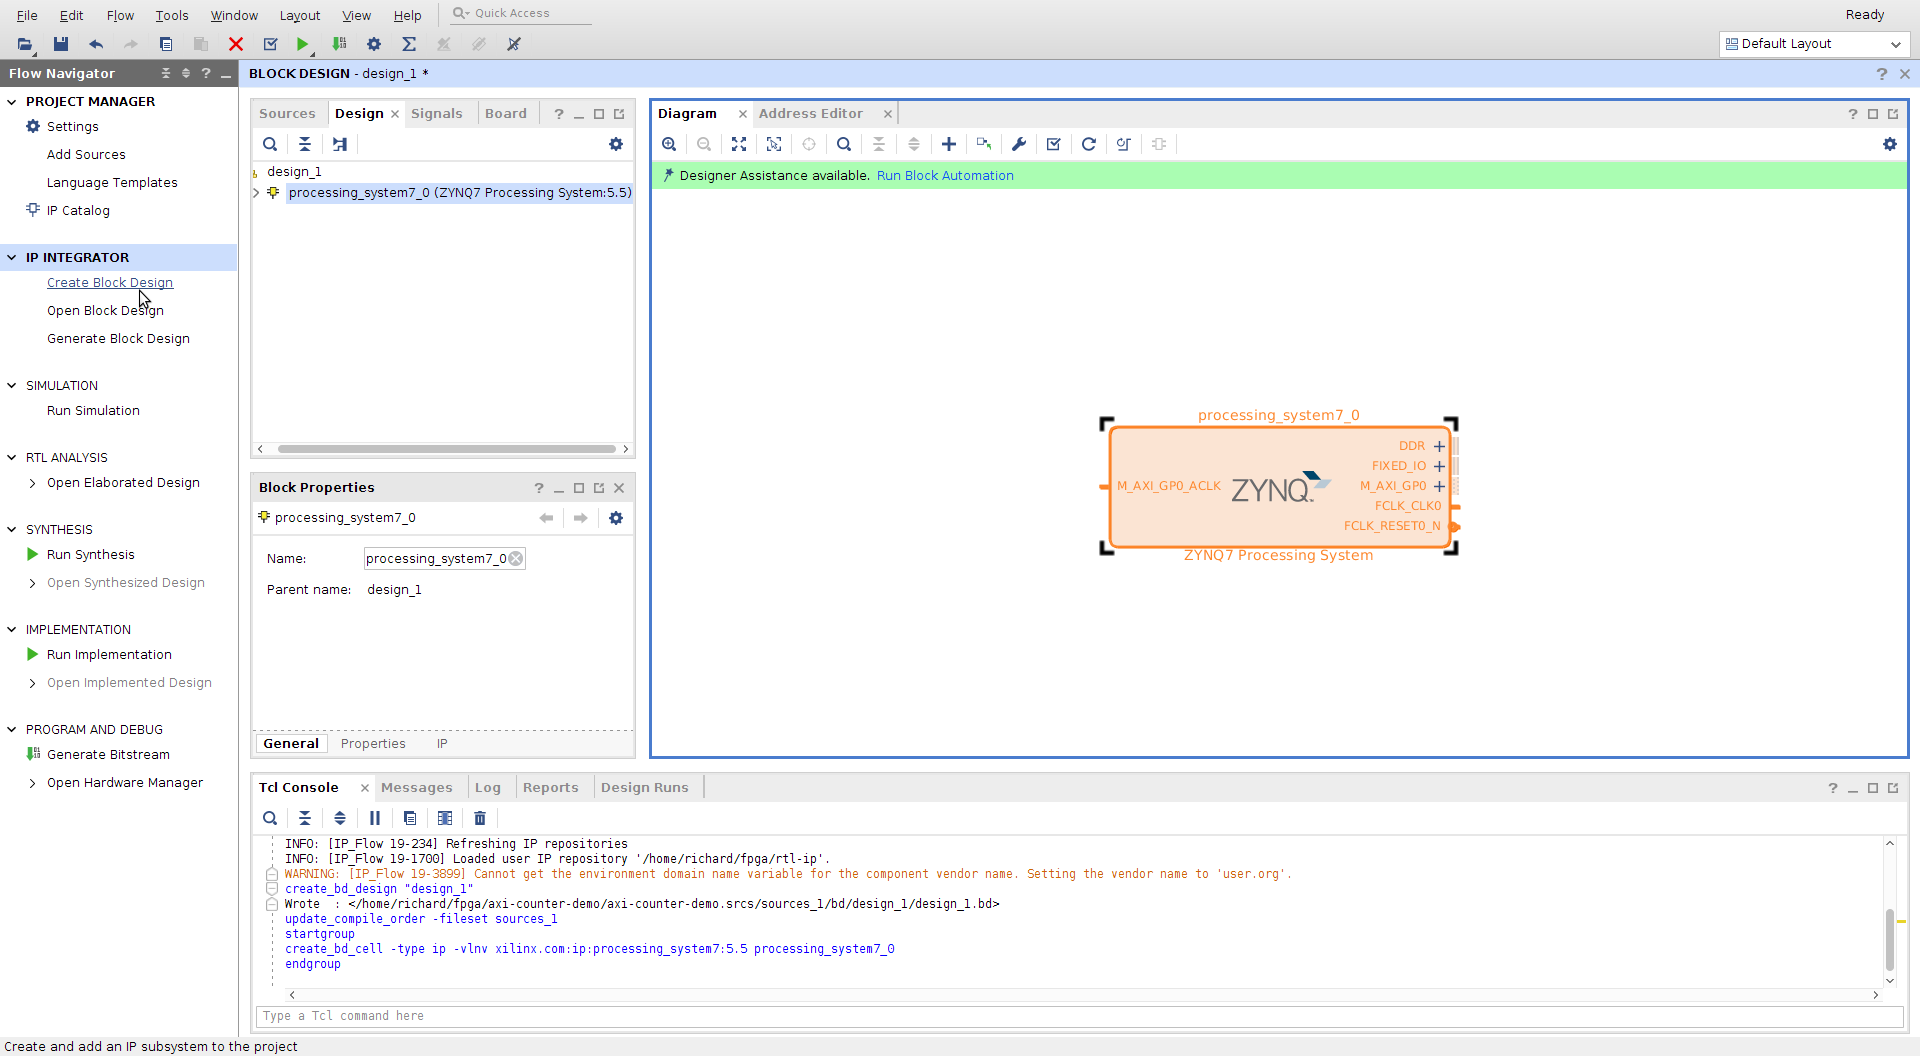 File Edit Flow Tools Window Layout View Help Quick Access Ready
Default Layout
Flow Navigator
BLOCK DESIGN - design_1 *
PROJECT MANAGER
Settings
Add Sources
Language Templates
IP Catalog
IP INTEGRATOR
Create Block Design
Open Block Design
Generate Block Design
SIMULATION
Run Simulation
RTL ANALYSIS
Open Elaborated Design
SYNTHESIS
Run Synthesis
Open Synthesized Design
IMPLEMENTATION
Run Implementation
Open Implemented Design
PROGRAM AND DEBUG
Generate Bitstream
Open Hardware Manager
Sources Design Signals Board
design_1
processing_system7_0 (ZYNQ7 Processing System:5.5)
Block Properties
processing_system7_0
Name: processing_system7_0
Parent name: design_1
General Properties IP
Diagram Address Editor
Designer Assistance available. Run Block Automation
processing_system7_0
DDR
FIXED_IO
M_AXI_GP0_ACLK ZYNQ M_AXI_GP0
FCLK_CLK0
FCLK_RESET0_N
ZYNQ7 Processing System
Tcl Console Messages Log Reports Design Runs
INFO: [IP_Flow 19-234] Refreshing IP repositories
INFO: [IP_Flow 19-1700] Loaded user IP repository '/home/richard/fpga/rtl-ip'.
WARNING: [IP_Flow 19-3899] Cannot get the environment domain name variable for the component vendor name. Setting the vendor name to 'user.org'.
create_bd_design "design_1"
Wrote  : </home/richard/fpga/axi-counter-demo/axi-counter-demo.srcs/sources_1/bd/design_1/design_1.bd>
update_compile_order -fileset sources_1
startgroup
create_bd_cell -type ip -vlnv xilinx.com:ip:processing_system7:5.5 processing_system7_0
endgroup
Type a Tcl command here
Create and add an IP subsystem to the project